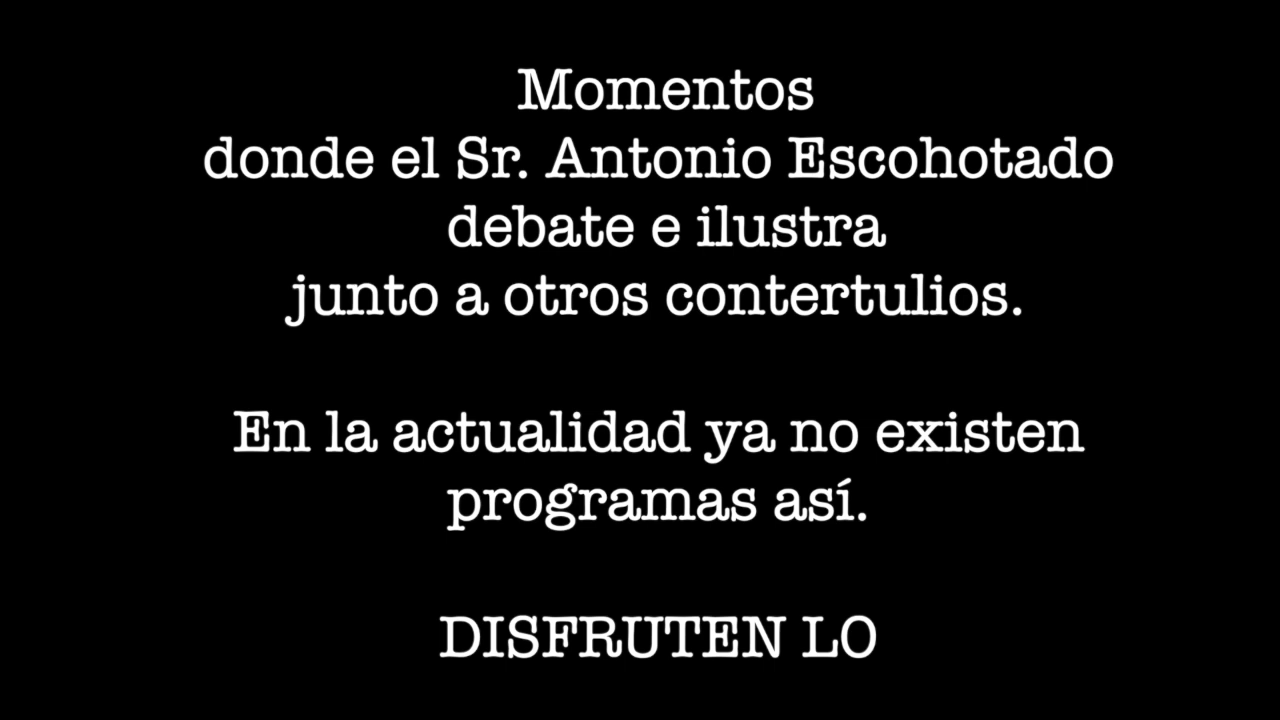 Momentos
donde el Sr. Antonio Escohotado
debate e ilustra
junto a otros contertulios.
En la actualidad ya no existen
programas así.
DISFRUTEN LO